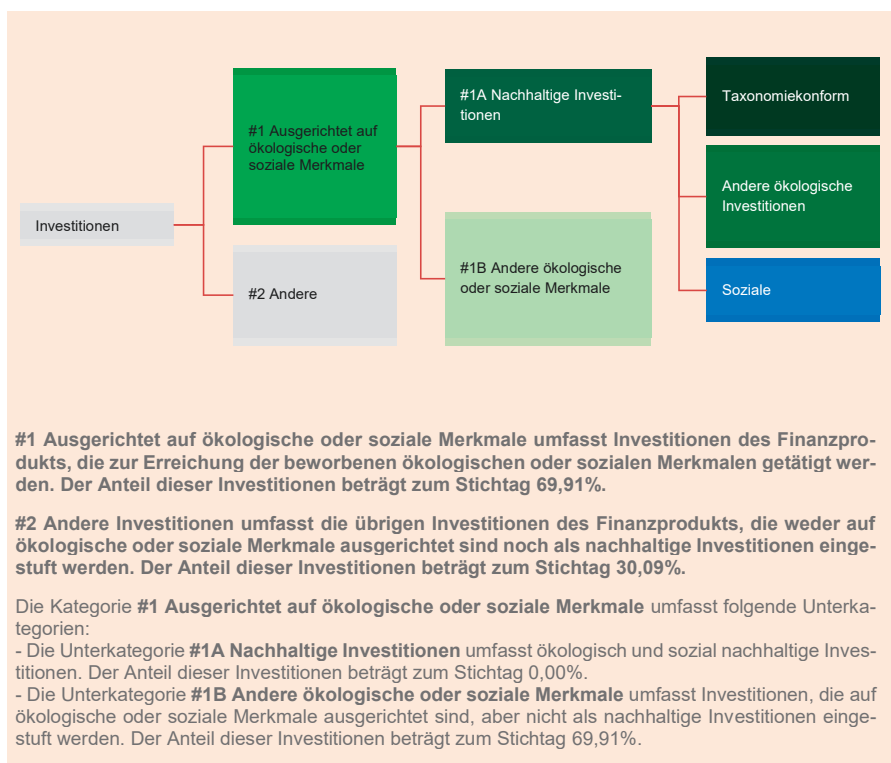 Investitionen
#1 Ausgerichtet auf
ökologische oder
soziale Merkmale
#2 Andere
#1A Nachhaltige Investi-
tionen
#1B Andere ökologische
oder soziale Merkmale
Taxonomiekonform
Andere ökologische
Investitionen
Soziale
#1 Ausgerichtet auf ökologische oder soziale Merkmale umfasst Investitionen des Finanzpro-
dukts, die zur Erreichung der beworbenen ökologischen oder sozialen Merkmalen getätigt wer-
den. Der Anteil dieser Investitionen beträgt zum Stichtag 69,91%.
#2 Andere Investitionen umfasst die übrigen Investitionen des Finanzprodukts, die weder auf
ökologische oder soziale Merkmale ausgerichtet sind noch als nachhaltige Investitionen einge-
stuft werden. Der Anteil dieser Investitionen beträgt zum Stichtag 30,09%.
Die Kategorie #1 Ausgerichtet auf ökologische oder soziale Merkmale umfasst folgende Unterka-
tegorien:
- Die Unterkategorie #1A Nachhaltige Investitionen umfasst ökologisch und sozial nachhaltige Inves-
titionen. Der Anteil dieser Investitionen beträgt zum Stichtag 0,00%.
- Die Unterkategorie #1B Andere ökologische oder soziale Merkmale umfasst Investitionen, die auf
ökologische oder soziale Merkmale ausgerichtet sind, aber nicht als nachhaltige Investitionen einge-
stuft werden. Der Anteil dieser Investitionen beträgt zum Stichtag 69,91%.